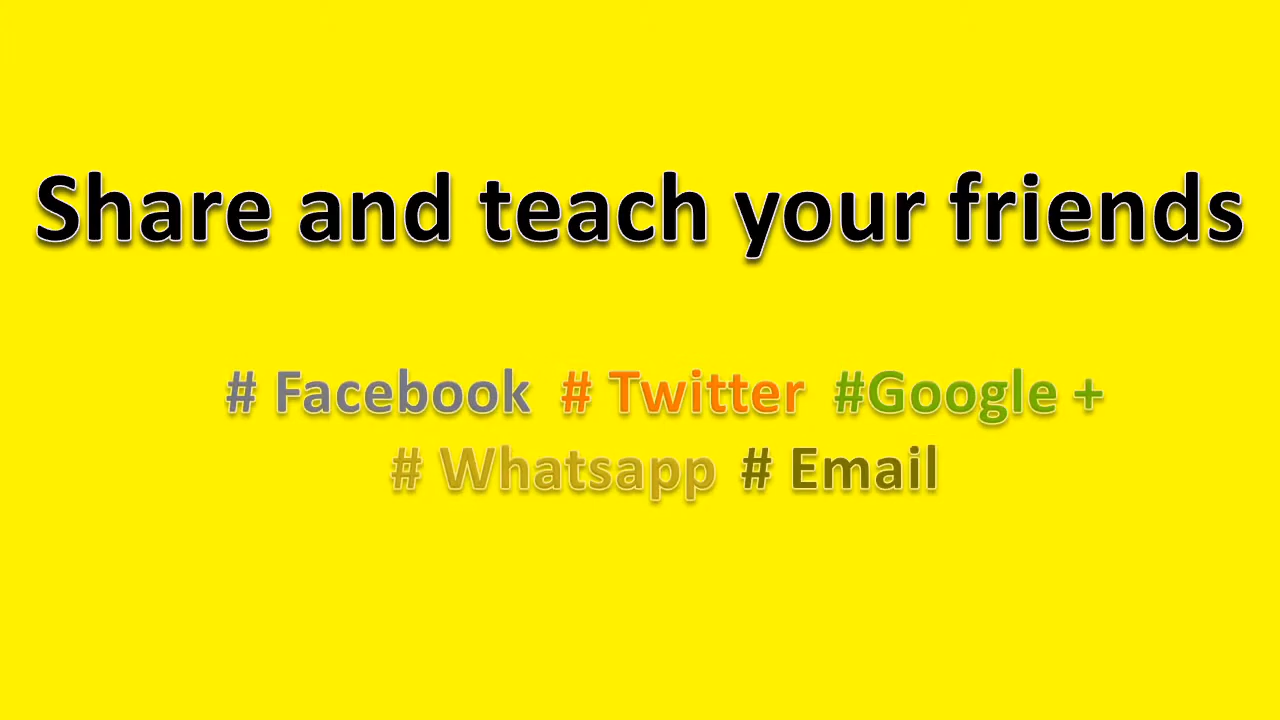 Share and teach your friends
# Facebook # Twitter #Google +
# Whatsapp # Email